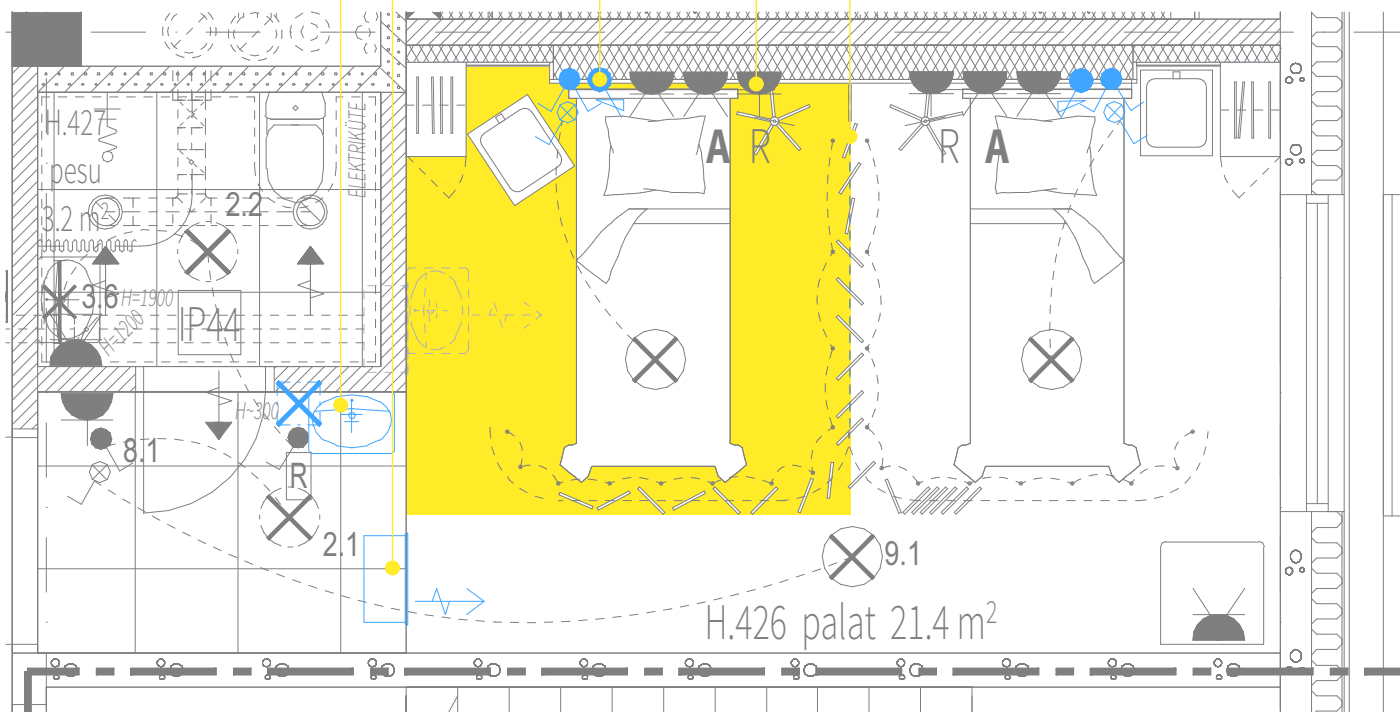 H.427
pesu
3.2 m²
2.2
ELEKTRIKÜTE
A
R
R
A
3.6
H=1900
H=1200
IP44
H~300
8.1
R
2.1
9.1
H.426 palat 21.4 m²